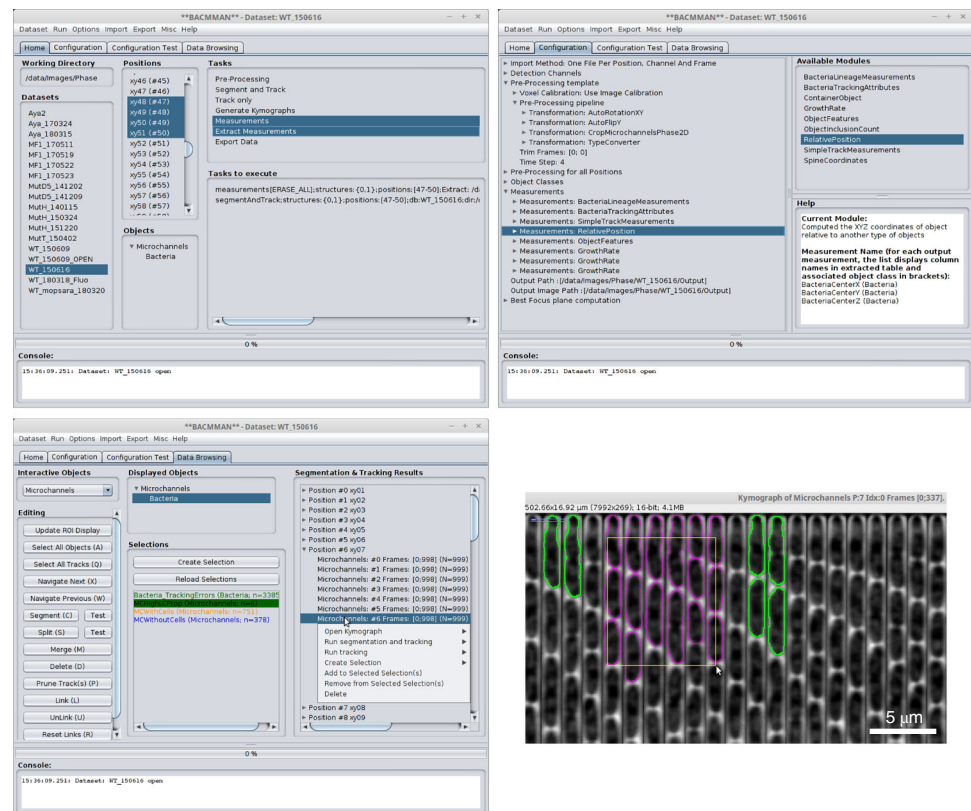 **BACMMAN** - Dataset: WT_150616
Dataset Run Options Import Export Misc Help
Home Configuration Configuration Test Data Browsing
Working Directory
/data/Images/Phase
Datasets
Aya2
Aya_170324
Aya_180315
MF1_170511
MF1_170519
MF1_170522
MF1_170523
MutD5_141202
MutD5_141209
MutH_140115
MutH_150324
MutH_151220
MutT_150402
WT_150609
WT_150609_OPEN
WT_150616
WT_180318_Fluo
WT_mopsara_180320
Positions
xy46 (#45)
xy47 (#46)
xy48 (#47)
xy49 (#48)
xy50 (#49)
xy51 (#50)
xy52 (#51)
xy53 (#52)
xy54 (#53)
xy55 (#54)
xy56 (#55)
xy57 (#56)
xy58 (#57)
Objects
Microchannels
Bacteria
Tasks
Pre-Processing
Segment and Track
Track only
Generate Kymographs
Measurements
Extract Measurements
Export Data
Tasks to execute
measurements[ERASE_ALL];structures: {0,1};positions:[47-50];Extract: /da
segmentAndTrack;structures: {0,1};positions:[47-50];db:WT_150616;dir:/
0 %
Console:
15:36:09.251: Dataset: WT_150616 open
**BACMMAN** - Dataset: WT_150616
Dataset Run Options Import Export Misc Help
Home Configuration Configuration Test Data Browsing
Import Method: One File Per Position, Channel And Frame
Detection Channels
Pre-Processing template
Voxel Calibration: Use Image Calibration
Pre-Processing pipeline
Transformation: AutoRotationXY
Transformation: AutoFlipY
Transformation: CropMicrochannelsPhase2D
Transformation: TypeConverter
Trim Frames: [0; 0]
Time Step: 4
Pre-Processing for all Positions
Object Classes
Measurements
Measurements: BacteriaLineageMeasurements
Measurements: BacteriaTrackingAttributes
Measurements: SimpleTrackMeasurements
Measurements: RelativePosition
Measurements: ObjectFeatures
Measurements: GrowthRate
Measurements: GrowthRate
Measurements: GrowthRate
Output Path :[/data/Images/Phase/WT_150616/Output]
Output Image Path :[/data/Images/Phase/WT_150616/Output]
Best Focus plane computation
Available Modules
BacteriaLineageMeasurements
BacteriaTrackingAttributes
ContainerObject
GrowthRate
ObjectFeatures
ObjectInclusionCount
RelativePosition
SimpleTrackMeasurements
SpineCoordinates
Help
Current Module:
Computed the XYZ coordinates of object
relative to another type of objects
Measurement Name (for each output
measurement, the list displays column
names in extracted table and
associated object class in brackets):
BacteriaCenterX (Bacteria)
BacteriaCenterY (Bacteria)
BacteriaCenterZ (Bacteria)
0 %
Console:
15:36:09.251: Dataset: WT_150616 open
**BACMMAN** - Dataset: WT_150616
Dataset Run Options Import Export Misc Help
Home Configuration Configuration Test Data Browsing
Interactive Objects
Microchannels
Editing
Update ROI Display
Select All Objects (A)
Select All Tracks (Q)
Navigate Next (X)
Navigate Previous (W)
Segment (C) Test
Split (S) Test
Merge (M)
Delete (D)
Prune Track(s) (P)
Link (L)
UnLink (U)
Reset Links (R)
Displayed Objects
Microchannels
Bacteria
Selections
Create Selection
Reload Selections
Bacteria_TrackingErrors (Bacteria; n=3385
MCWithCells (Microchannels; n=751)
MCWithoutCells (Microchannels; n=378)
Segmentation & Tracking Results
Position #0 xy01
Position #1 xy02
Position #2 xy03
Position #3 xy04
Position #4 xy05
Position #5 xy06
Position #6 xy07
Microchannels: #0 Frames: [0;998] (N=999)
Microchannels: #1 Frames: [0;998] (N=999)
Microchannels: #2 Frames: [0;998] (N=999)
Microchannels: #3 Frames: [0;998] (N=999)
Microchannels: #4 Frames: [0;998] (N=999)
Microchannels: #5 Frames: [0;998] (N=999)
Microchannels: #6 Frames: [0;998] (N=999)
Open Kymograph
Run segmentation and tracking
Run tracking
Create Selection
Add to Selected Selection(s)
Remove from Selected Selection(s)
Delete
Position #7 xy08
Position #8 xy09
0 %
Console:
15:36:09.251: Dataset: WT_150616 open
Kymograph of Microchannels P:7 Idx:0 Frames [0;337].
502.66x16.92 µm (7992x269); 16-bit; 4.1MB
5 µm